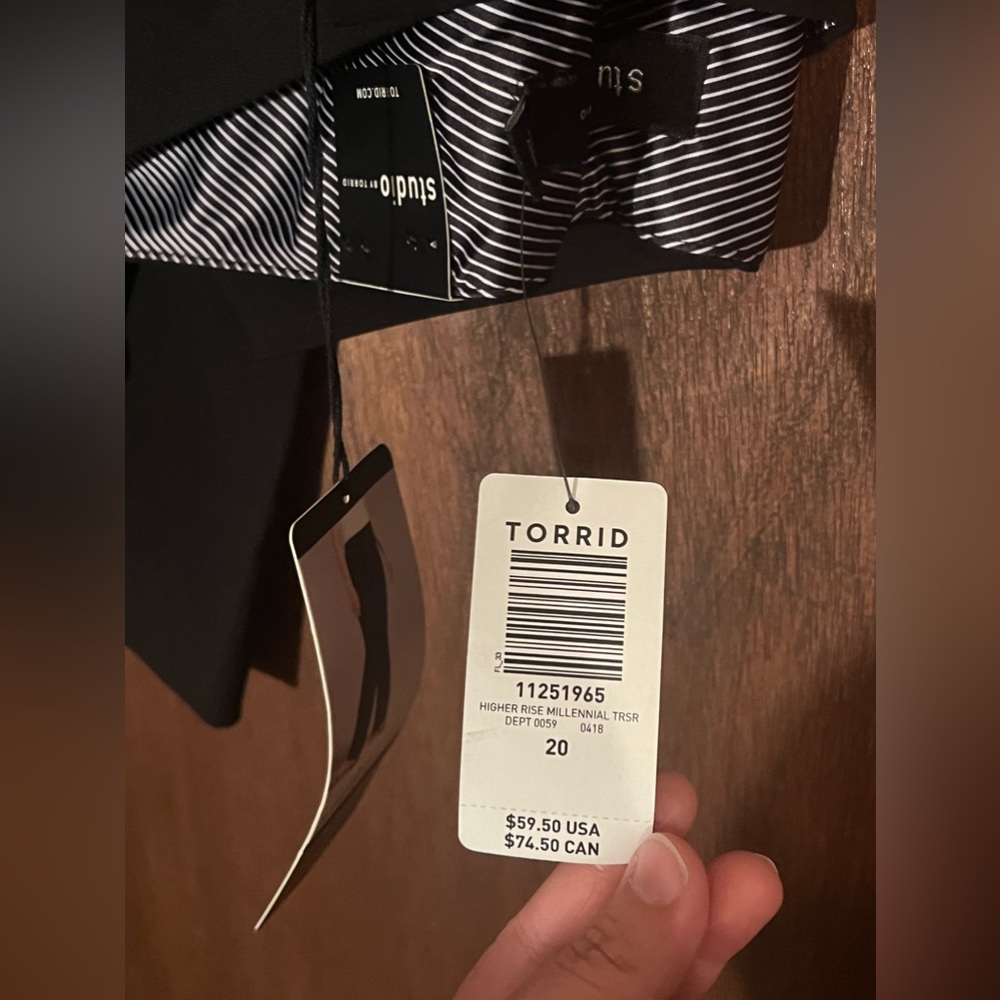 TORRID.COM
studio BY TORRID
stu
TORRID
FL_33
11251965
HIGHER RISE MILLENNIAL TRSR
DEPT 0059 0418
20
$59.50 USA
$74.50 CAN